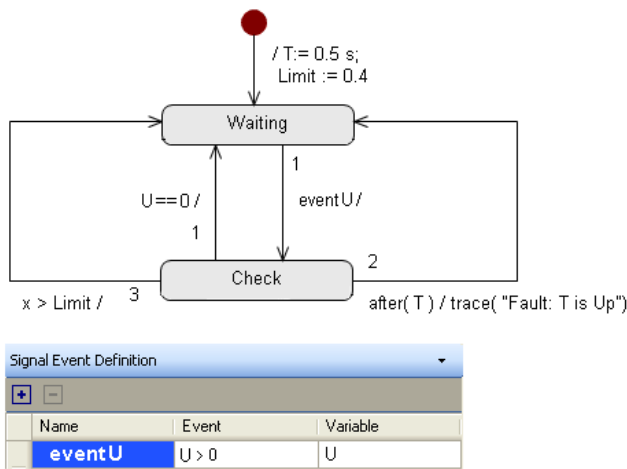 / T:= 0.5 s;
Limit := 0.4
Waiting
1
U==0 /
eventU /
1
Check
2
3
x > Limit /
after( T ) / trace( "Fault: T is Up")
Signal Event Definition
Name Event Variable
eventU U > 0 U